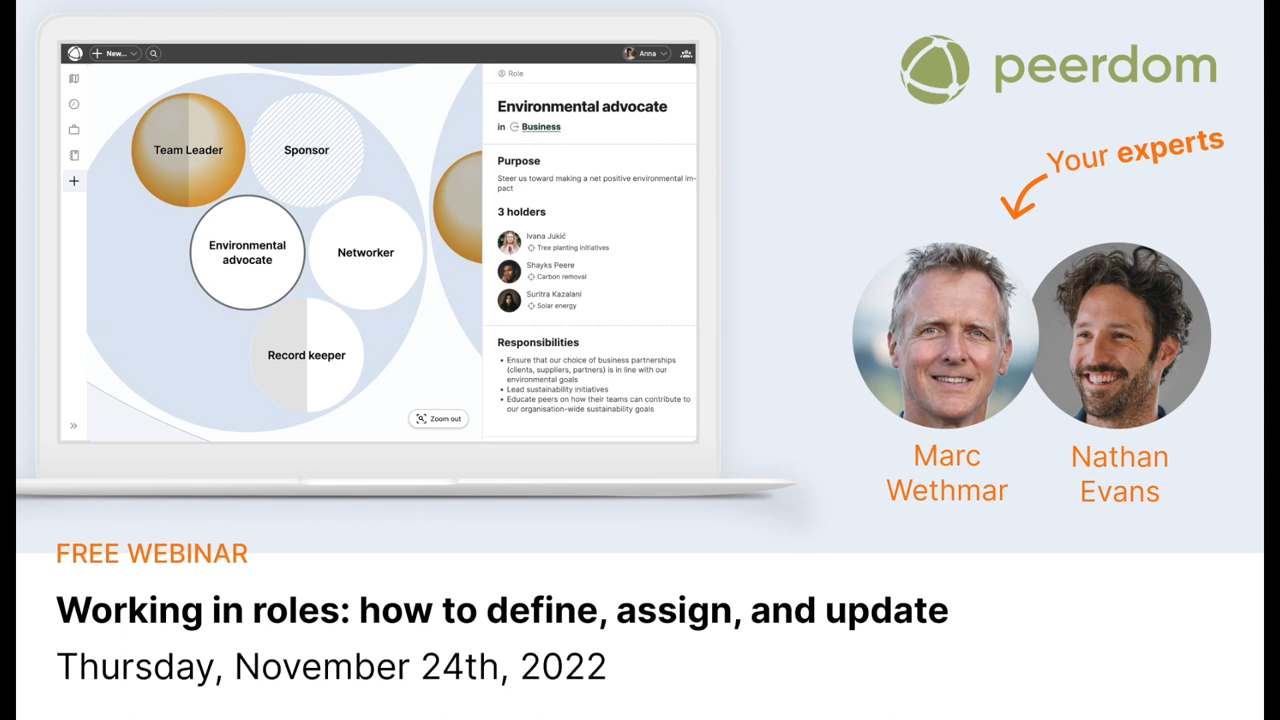 New...
Anna
Team Leader
Sponsor
Environmental
advocate
Networker
Record keeper
Zoom out
Role
Environmental advocate
in Business
Purpose
Steer us toward making a net positive environmental im-
pact
3 holders
Ivana Jukić
Tree planting initiatives
Shayks Peere
Carbon removal
Suritra Kazalani
Solar energy
Responsibilities
• Ensure that our choice of business partnerships
(clients, suppliers, partners) is in line with our
environmental goals
• Lead sustainability initiatives
• Educate peers on how their teams can contribute to
our organisation-wide sustainability goals
peerdom
Your experts
Marc
Wethmar
Nathan
Evans
FREE WEBINAR
Working in roles: how to define, assign, and update
Thursday, November 24th, 2022